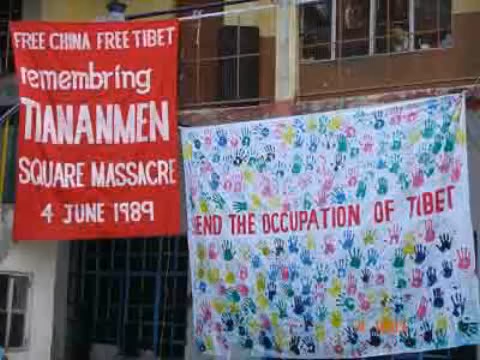 FREE CHINA FREE TIBET
remembring
TIANANMEN
SQUARE MASSACRE
4 JUNE 1989
END THE OCCUPATION OF TIBET